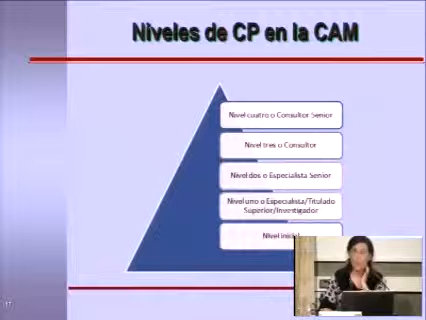 Niveles de CP en la CAM
Nivel cuatro o Consultor Senior
Nivel tres o Consultor
Nivel dos o Especialista Senior
Nivel uno o Especialista/Titulado
Superior/Investigador
Nivel inicial